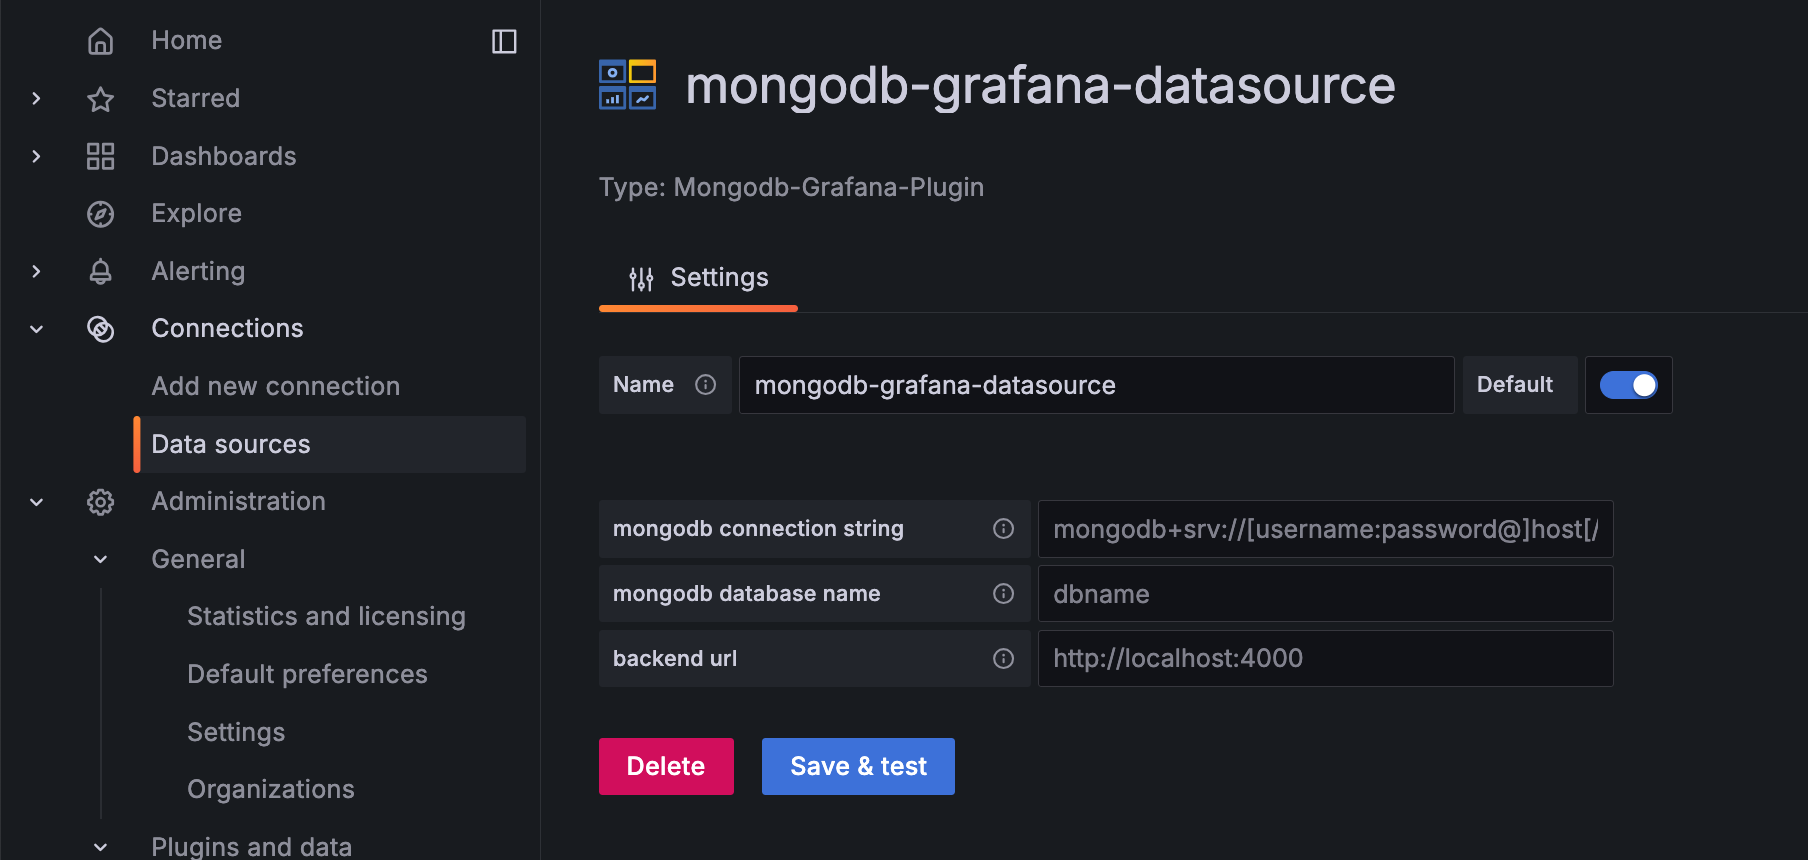 Home
Starred
Dashboards
Explore
Alerting
Connections
Add new connection
Data sources
Administration
General
Statistics and licensing
Default preferences
Settings
Organizations
Plugins and data
mongodb-grafana-datasource
Type: Mongodb-Grafana-Plugin
Settings
Name mongodb-grafana-datasource Default
mongodb connection string mongodb+srv://[username:password@]host[/
mongodb database name dbname
backend url http://localhost:4000
Delete Save & test